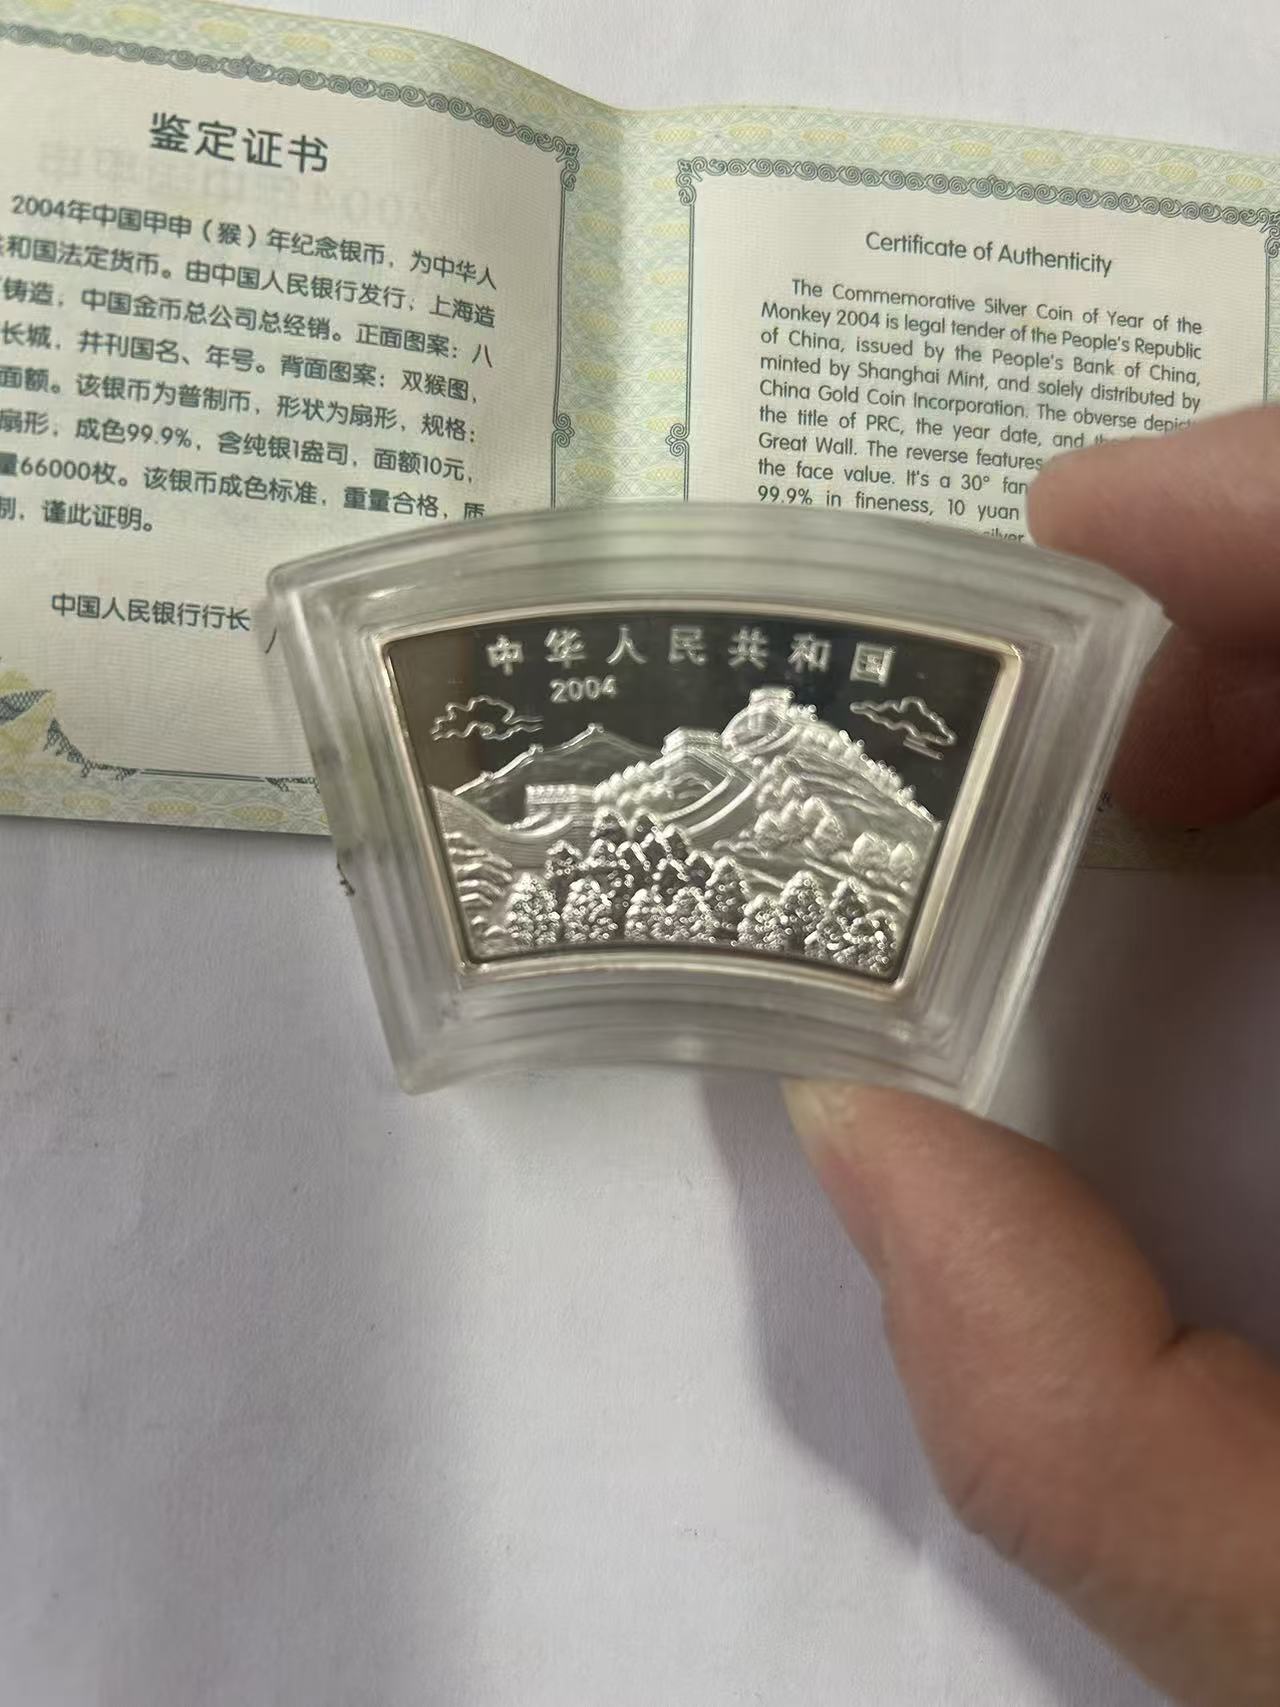 鉴定证书
2004年中国甲申（猴）年纪念银币，为中华人
和国法定货币。由中国人民银行发行，上海造
铸造，中国金币总公司总经销。正面图案：八
长城，并刊国名、年号。背面图案：双猴图，
面额。该银币为普制币，形状为扇形，规格：
扇形，成色99.9%，含纯银1盎司，面额10元，
量66000枚。该银币成色标准，重量合格，质
制，谨此证明。
中国人民银行行长
Certificate of Authenticity
The Commemorative Silver Coin of Year of the
Monkey 2004 is legal tender of the People's Republic
of China, issued by the People's Bank of China,
minted by Shanghai Mint, and solely distributed by
China Gold Coin Incorporation. The obverse depicts
the title of PRC, the year date, and the
Great Wall. The reverse features
the face value. It's a 30° fan
99.9% in fineness, 10 yuan
silver
中华人民共和国
2004